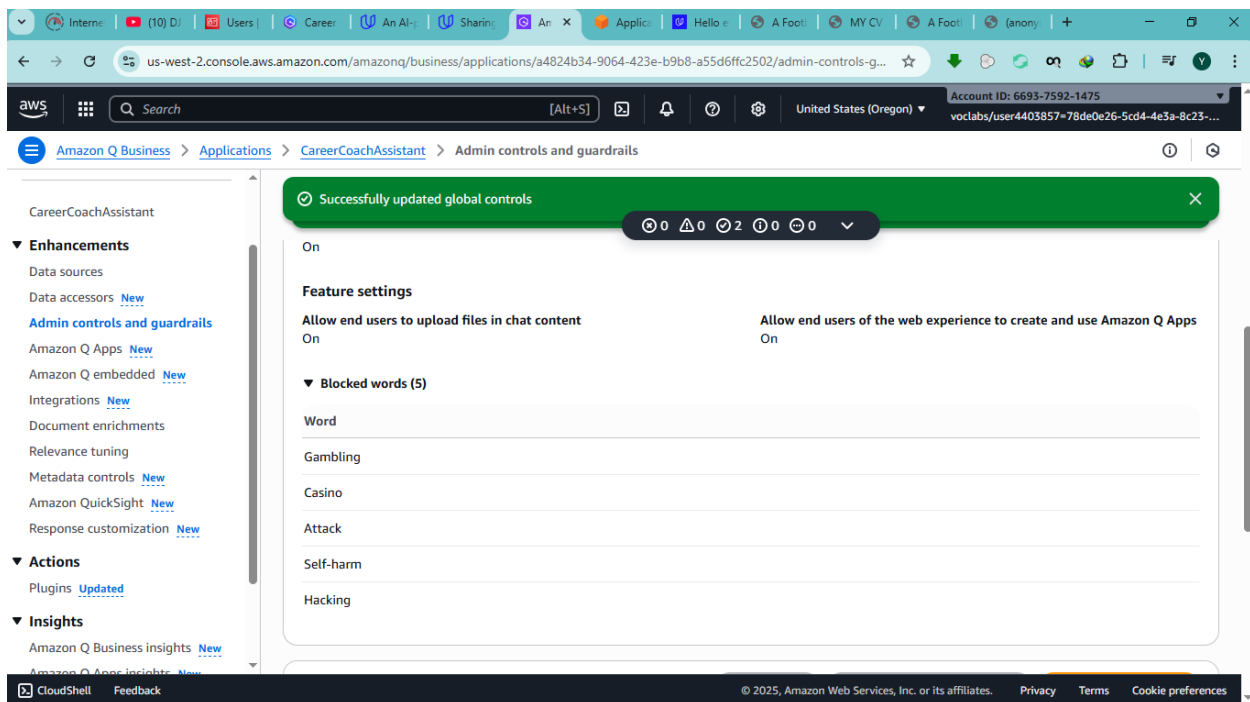 Interne
(10) DJ
Users |
Career
An AI-p
Sharing
An
Applica
Hello e
A Footl
MY CV
A Footl
(anony
us-west-2.console.aws.amazon.com/amazonq/business/applications/a4824b34-9064-423e-b9b8-a55d6ffc2502/admin-controls-g...
Y
aws
Search
[Alt+S]
United States (Oregon)
Account ID: 6693-7592-1475
voclabs/user4403857=78de0e26-5cd4-4e3a-8c23-...
Amazon Q Business > Applications > CareerCoachAssistant > Admin controls and guardrails
CareerCoachAssistant
Enhancements
Data sources
Data accessors New
Admin controls and guardrails
Amazon Q Apps New
Amazon Q embedded New
Integrations New
Document enrichments
Relevance tuning
Metadata controls New
Amazon QuickSight New
Response customization New
Actions
Plugins Updated
Insights
Amazon Q Business insights New
Amazon Q Apps insights New
Successfully updated global controls
0 0 2 0 0
On
Feature settings
Allow end users to upload files in chat content
On
Allow end users of the web experience to create and use Amazon Q Apps
On
Blocked words (5)
Word
Gambling
Casino
Attack
Self-harm
Hacking
CloudShell Feedback
© 2025, Amazon Web Services, Inc. or its affiliates. Privacy Terms Cookie preferences